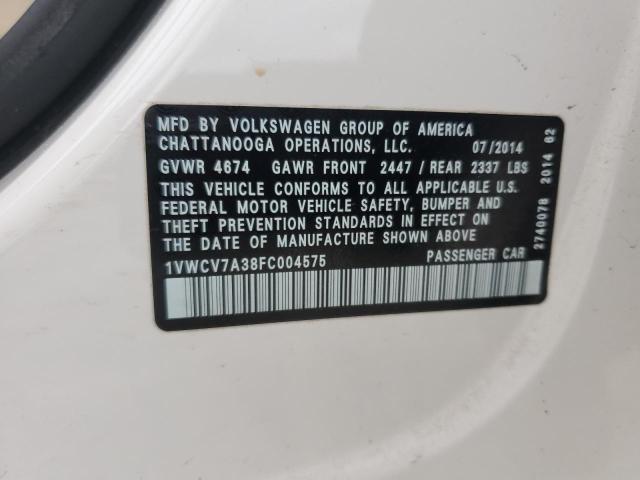 MFD BY VOLKSWAGEN GROUP OF AMERICA
CHATTANOOGA OPERATIONS, LLC. 07/2014
GVWR 4674 GAWR FRONT 2447 / REAR 2337 LBS
THIS VEHICLE CONFORMS TO ALL APPLICABLE U.S.
FEDERAL MOTOR VEHICLE SAFETY, BUMPER AND
THEFT PREVENTION STANDARDS IN EFFECT ON
THE DATE OF MANUFACTURE SHOWN ABOVE
1VWCV7A38FC004575 PASSENGER CAR
2740078 2014 62